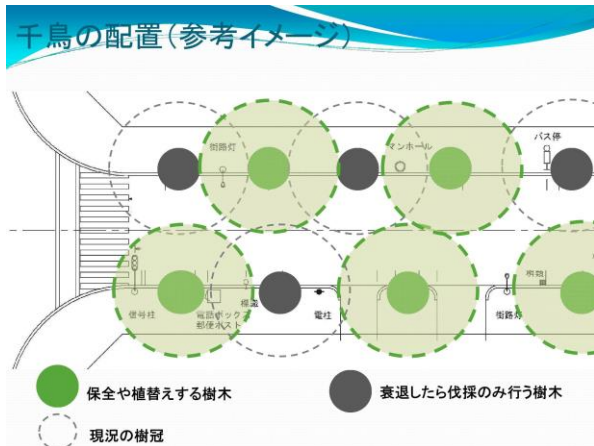 千鳥の配置(参考イメージ)
街路灯
マンホール
バス停
信号柱
電話ボックス
郵便ポスト
標識
電柱
街路灯
保全や植替えする樹木
衰退したら伐採のみ行う樹木
現況の樹冠